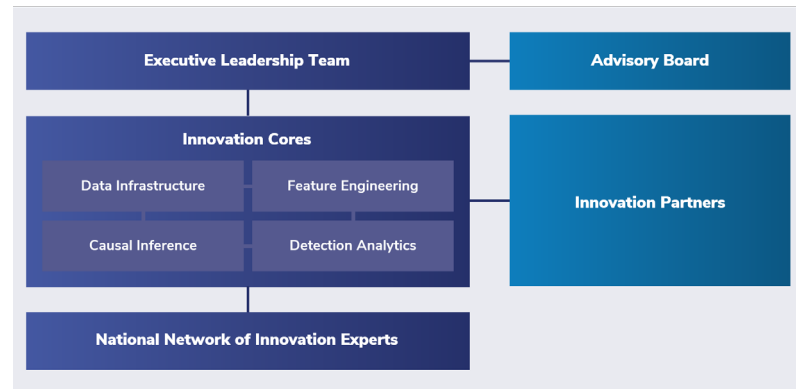 Executive Leadership Team
Advisory Board
Innovation Cores
Data Infrastructure
Feature Engineering
Causal Inference
Detection Analytics
Innovation Partners
National Network of Innovation Experts